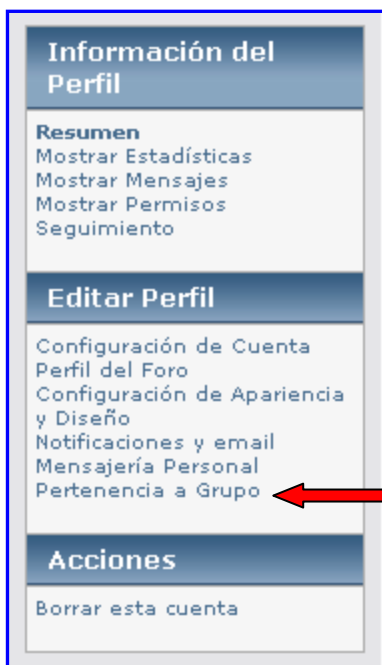 Información del
Perfil
Resumen
Mostrar Estadísticas
Mostrar Mensajes
Mostrar Permisos
Seguimiento
Editar Perfil
Configuración de Cuenta
Perfil del Foro
Configuración de Apariencia
y Diseño
Notificaciones y email
Mensajería Personal
Pertenencia a Grupo
Acciones
Borrar esta cuenta